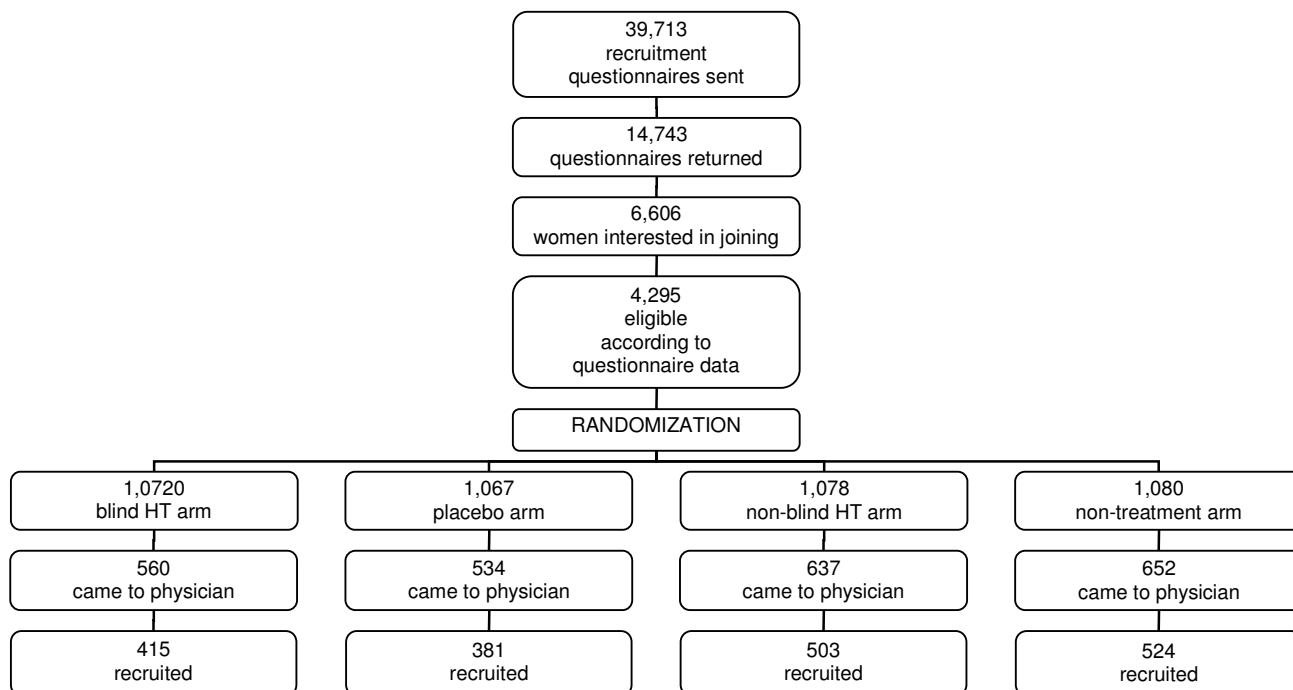 39,713
recruitment
questionnaires sent
14,743
questionnaires returned
6,606
women interested in joining
4,295
eligible
according to
questionnaire data
RANDOMIZATION
1,0720
blind HT arm
1,067
placebo arm
1,078
non-blind HT arm
1,080
non-treatment arm
560
came to physician
534
came to physician
637
came to physician
652
came to physician
415
recruited
381
recruited
503
recruited
524
recruited